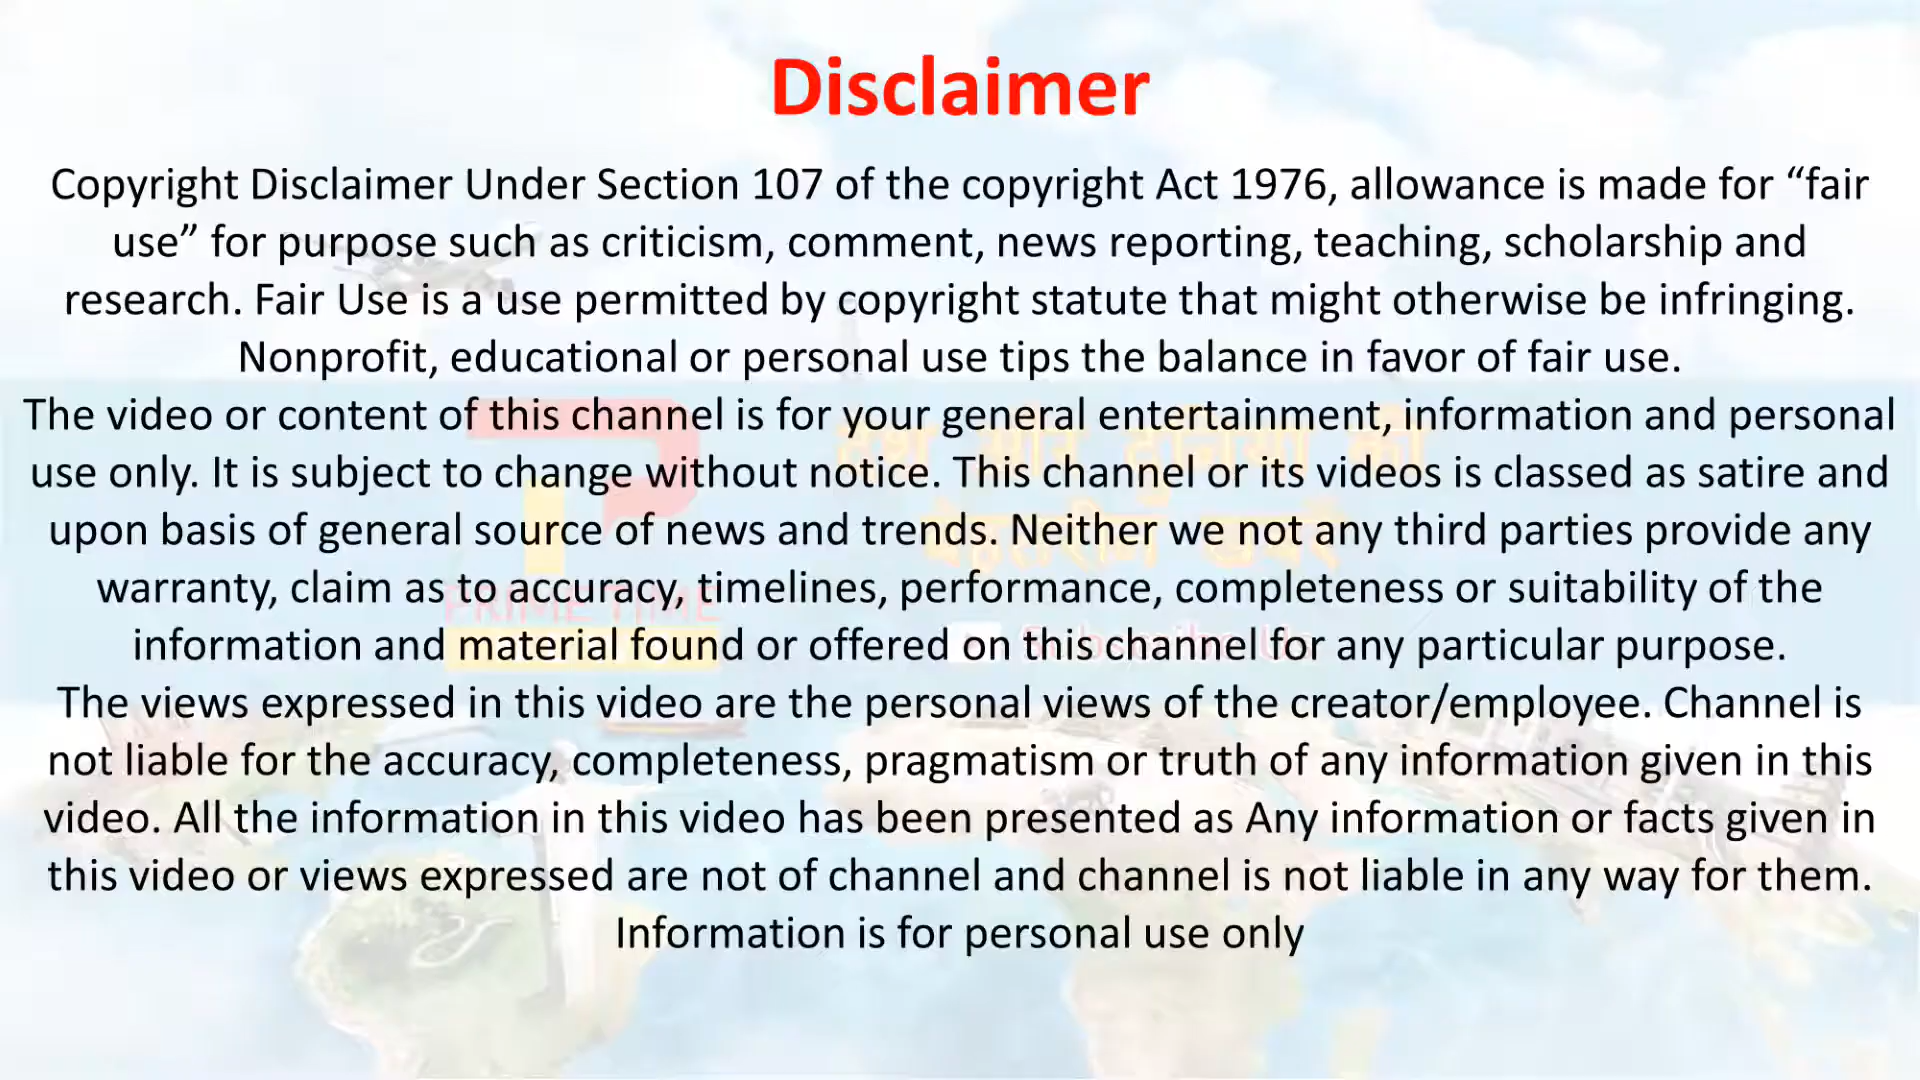 Disclaimer
Copyright Disclaimer Under Section 107 of the copyright Act 1976, allowance is made for “fair
use” for purpose such as criticism, comment, news reporting, teaching, scholarship and
research. Fair Use is a use permitted by copyright statute that might otherwise be infringing.
Nonprofit, educational or personal use tips the balance in favor of fair use.
The video or content of this channel is for your general entertainment, information and personal
use only. It is subject to change without notice. This channel or its videos is classed as satire and
upon basis of general source of news and trends. Neither we not any third parties provide any
warranty, claim as to accuracy, timelines, performance, completeness or suitability of the
information and material found or offered on this channel for any particular purpose.
The views expressed in this video are the personal views of the creator/employee. Channel is
not liable for the accuracy, completeness, pragmatism or truth of any information given in this
video. All the information in this video has been presented as Any information or facts given in
this video or views expressed are not of channel and channel is not liable in any way for them.
Information is for personal use only
PRIME TIME